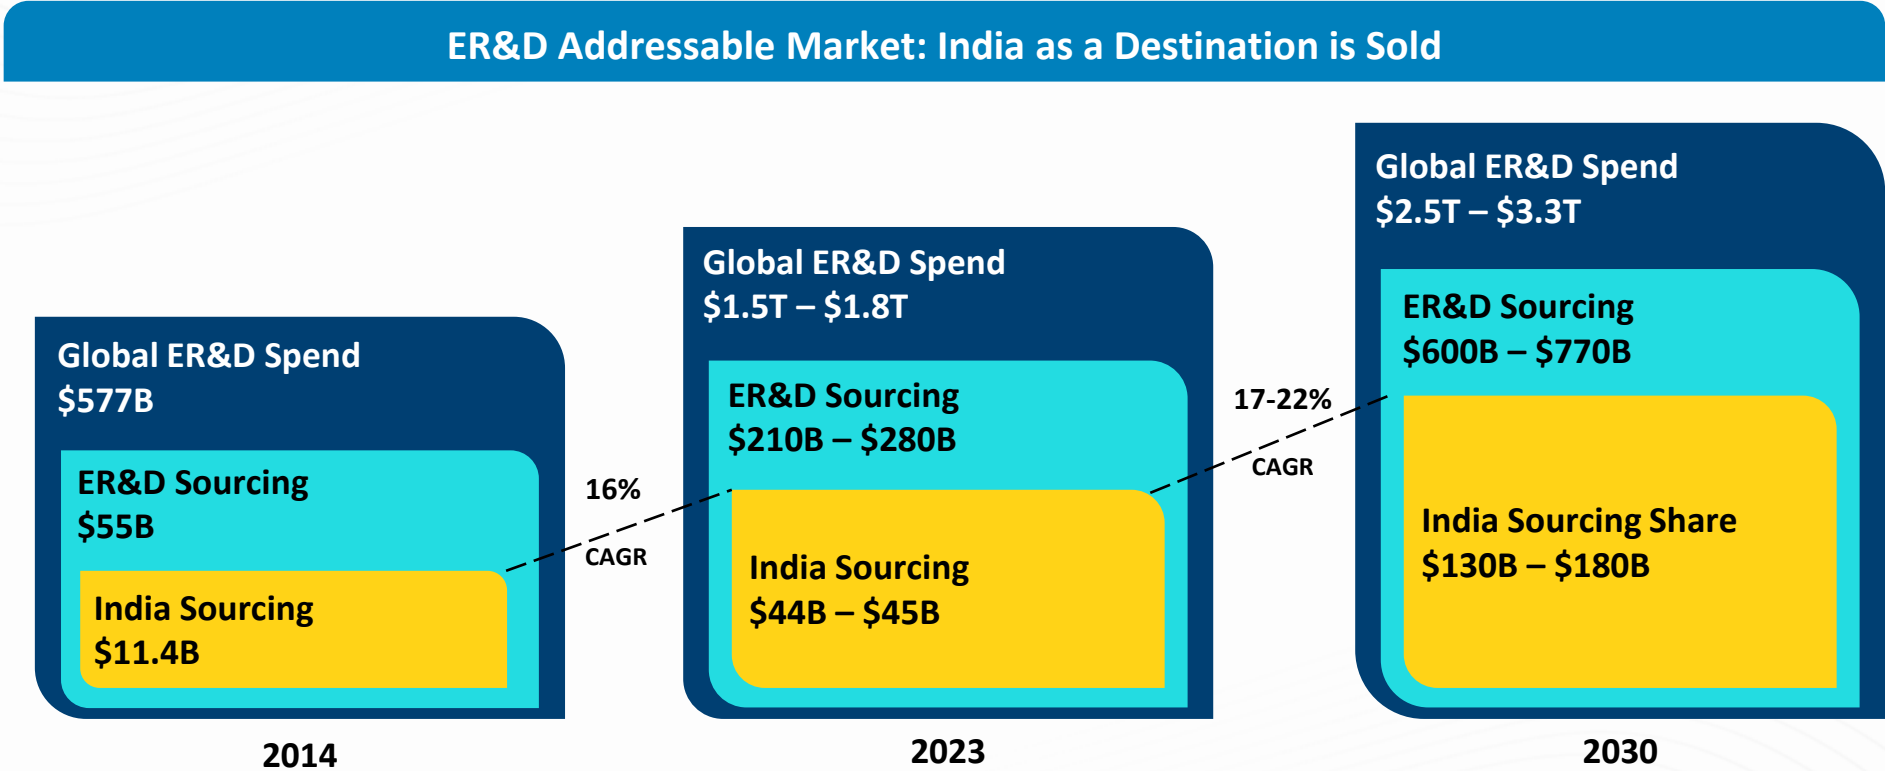 ER&D Addressable Market: India as a Destination is Sold
Global ER&D Spend
$577B
ER&D Sourcing
$55B
India Sourcing
$11.4B
2014
16%
CAGR
Global ER&D Spend
$1.5T – $1.8T
ER&D Sourcing
$210B – $280B
India Sourcing
$44B – $45B
2023
17-22%
CAGR
Global ER&D Spend
$2.5T – $3.3T
ER&D Sourcing
$600B – $770B
India Sourcing Share
$130B – $180B
2030